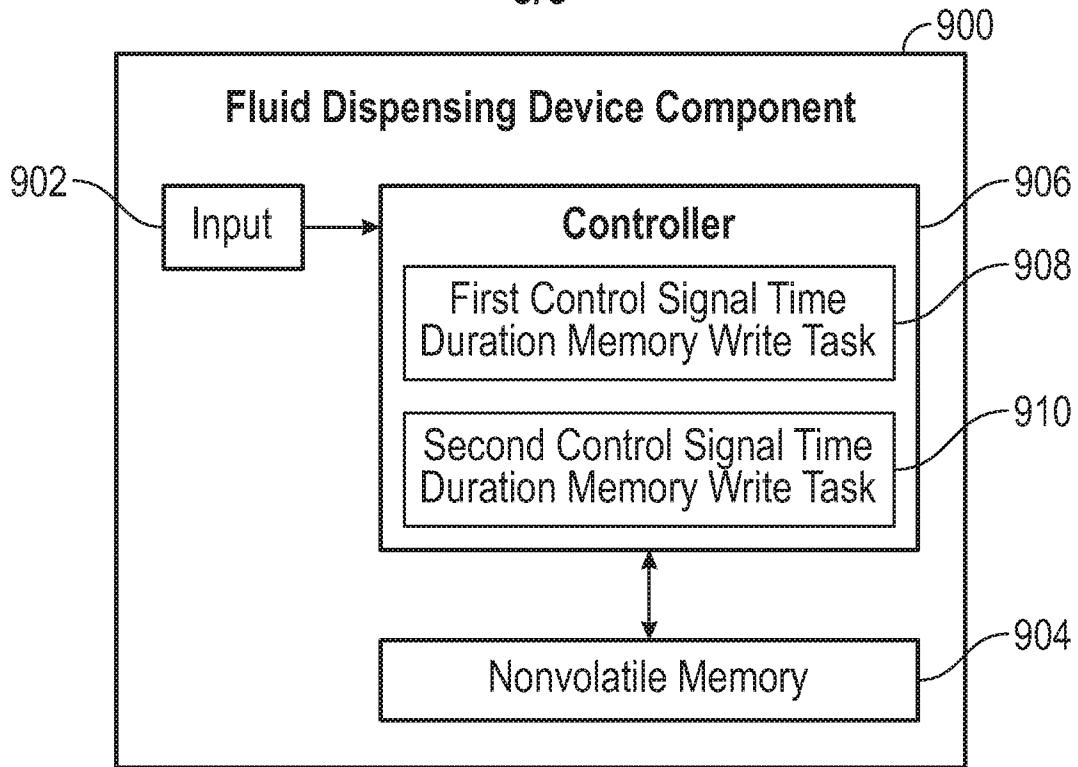 900
Fluid Dispensing Device Component
902
Input
Controller
906
First Control Signal Time
Duration Memory Write Task
908
Second Control Signal Time
Duration Memory Write Task
910
Nonvolatile Memory
904